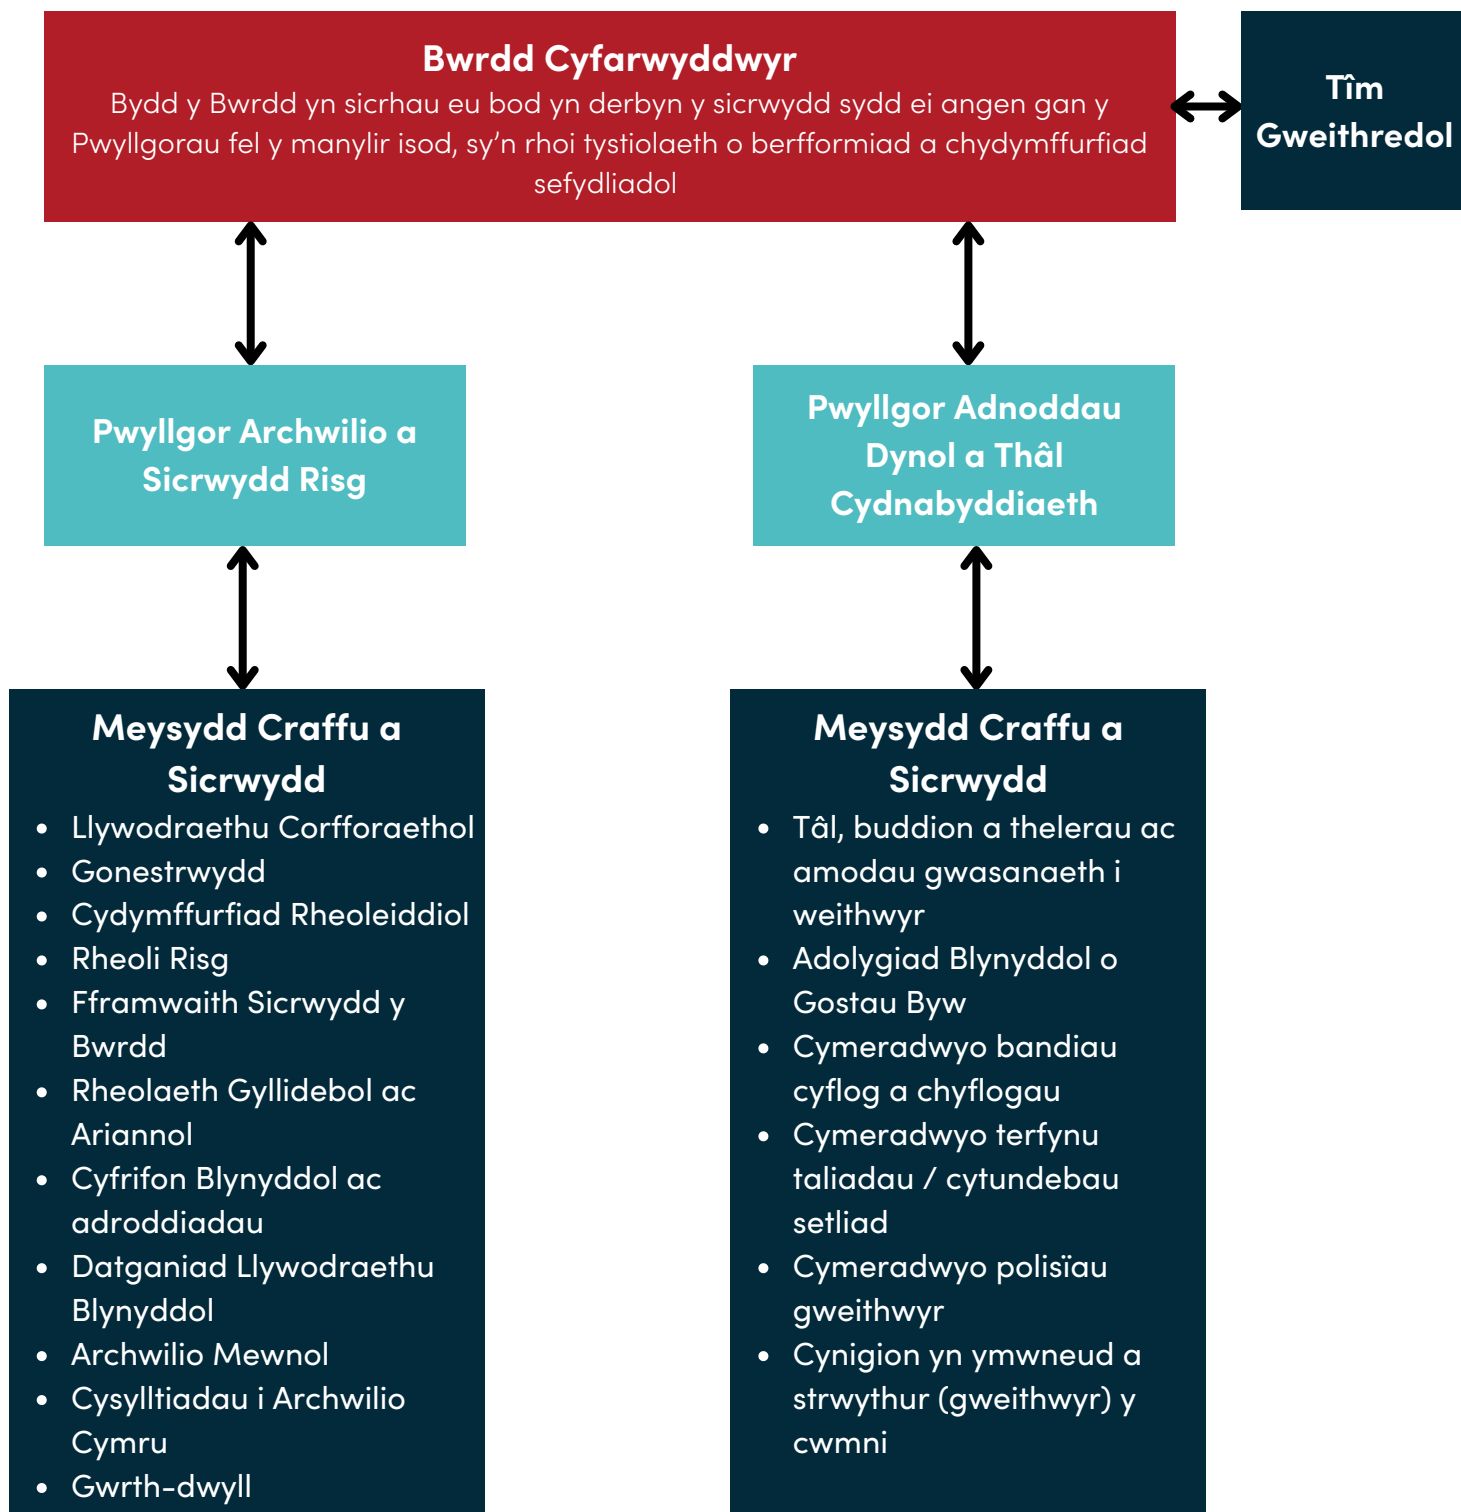 Bwrdd Cyfarwyddwyr
Bydd y Bwrdd yn sicrhau eu bod yn derbyn y sicrwydd sydd ei angen gan y
Pwyllgorau fel y manylir isod, sy'n rhoi tystiolaeth o berfformiad a chydymffurfiad
sefydliadol
Tîm
Gweithredol
Pwyllgor Archwilio a
Sicrwydd Risg
Pwyllgor Adnoddau
Dynol a Thâl
Cydnabyddiaeth
Meysydd Craffu a
Sicrwydd
• Llywodraethu Corfforaethol
• Gonestrwydd
• Cydymffurfiad Rheoleiddiol
• Rheoli Risg
• Fframwaith Sicrwydd y
Bwrdd
• Rheolaeth Gyllidebol ac
Ariannol
• Cyfrifon Blynyddol ac
adroddiadau
• Datganiad Llywodraethu
Blynyddol
• Archwilio Mewnol
• Cysylltiadau i Archwilio
Cymru
• Gwrth-dwyll
Meysydd Craffu a
Sicrwydd
• Tâl, buddion a thelerau ac
amodau gwasanaeth i
weithwyr
• Adolygiad Blynyddol o
Gostau Byw
• Cymeradwyo bandiau
cyflog a chyflogau
• Cymeradwyo terfynu
taliadau / cytundebau
setliad
• Cymeradwyo polisïau
gweithwyr
• Cynigion yn ymwneud a
strwythur (gweithwyr) y
cwmni